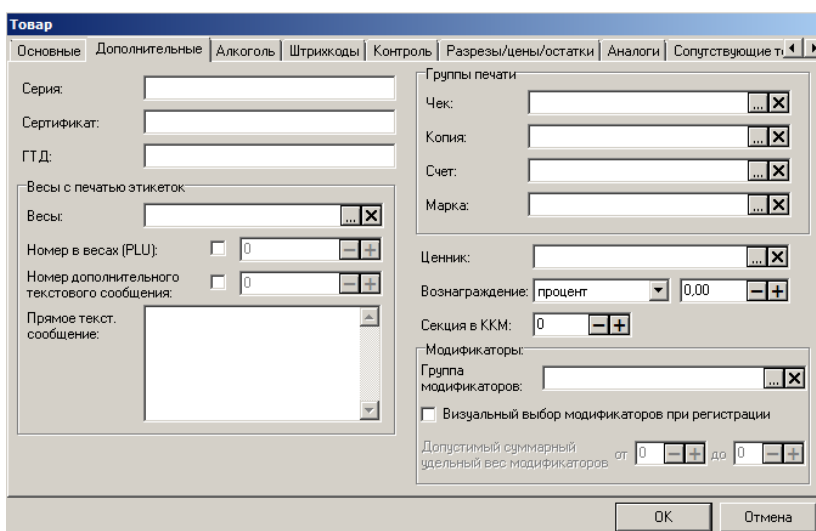 Товар
Основные Дополнительные Алкоголь Штрихкоды Контроль Разрезы/цены/остатки Аналоги Сопутствующие т
Серия:
Сертификат:
ГТД:
Весы с печатью этикеток
Весы: ...
Номер в весах (PLU): 0
Номер дополнительного
текстового сообщения: 0
Прямое текст.
сообщение:
Группы печати
Чек: ...
Копия: ...
Счет: ...
Марка: ...
Ценник: ...
Вознаграждение: процент 0,00
Секция в ККМ: 0
Модификаторы:
Группа
модификаторов: ...
Визуальный выбор модификаторов при регистрации
Допустимый суммарный
удельный вес модификаторов от 0 до 0
OK Отмена